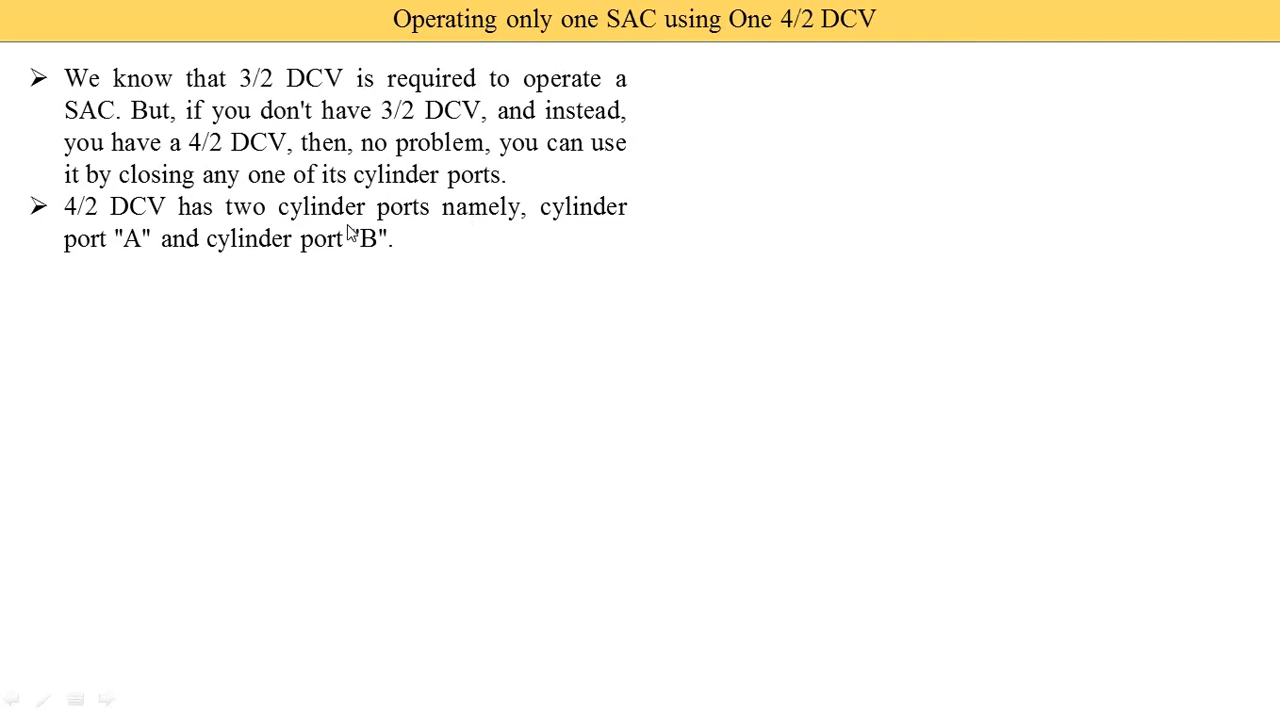 Operating only one SAC using One 4/2 DCV
➢ We know that 3/2 DCV is required to operate a
SAC. But, if you don't have 3/2 DCV, and instead,
you have a 4/2 DCV, then, no problem, you can use
it by closing any one of its cylinder ports.
➢ 4/2 DCV has two cylinder ports namely, cylinder
port "A" and cylinder port "B".